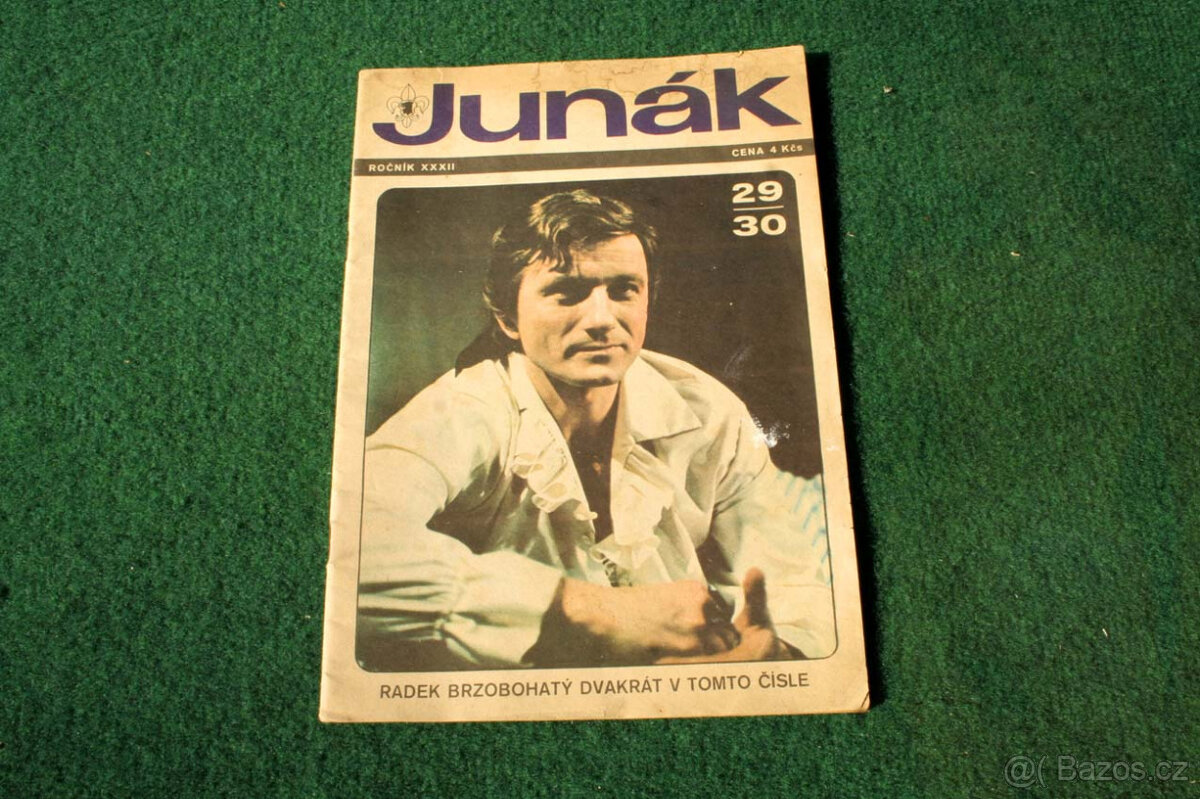 Junák
ROČNÍK XXXII
CENA 4 Kčs
29
30
RADEK BRZOBOHATÝ DVAKRÁT V TOMTO ČÍSLE
@( Bazos.cz